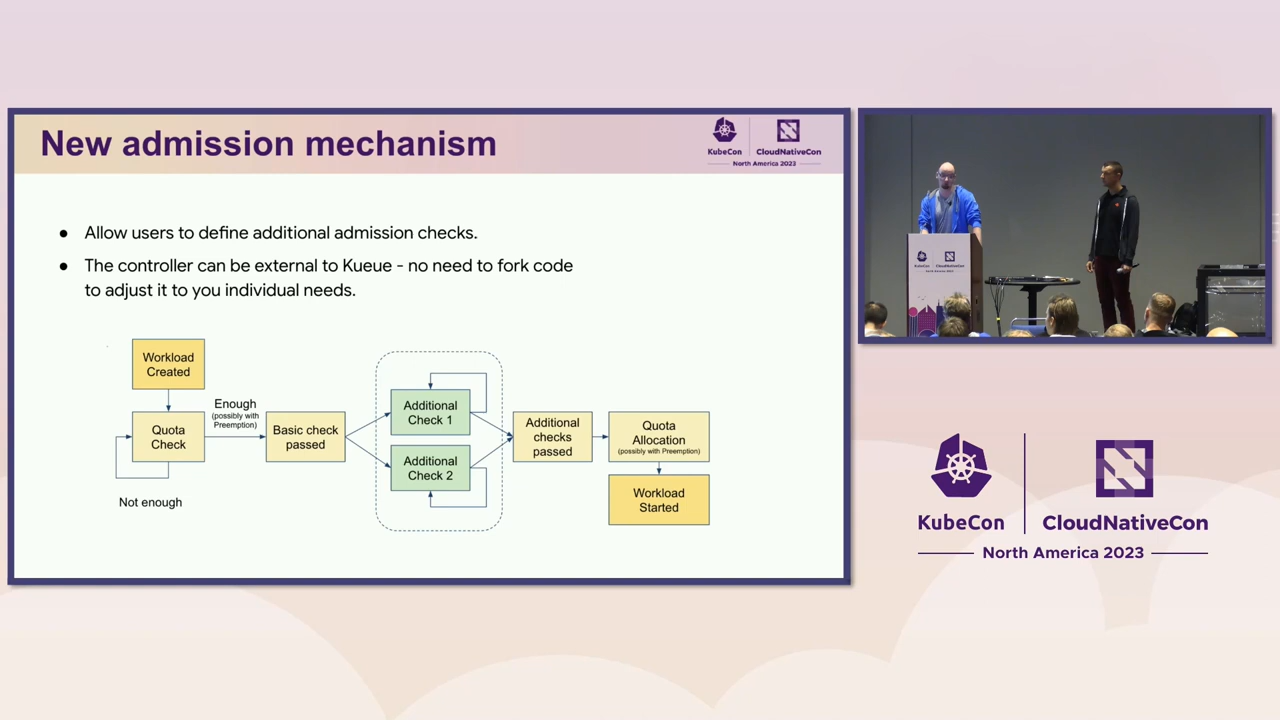 New admission mechanism
KubeCon
CloudNativeCon
North America 2023
● Allow users to define additional admission checks.
● The controller can be external to Kueue - no need to fork code
to adjust it to you individual needs.
Workload
Created
Quota
Check
Not enough
Enough
(possibly with
Preemption)
Basic check
passed
Additional
Check 1
Additional
Check 2
Additional
checks
passed
Quota
Allocation
(possibly with Preemption)
Workload
Started
KubeCon
CloudNativeCon
North America 2023